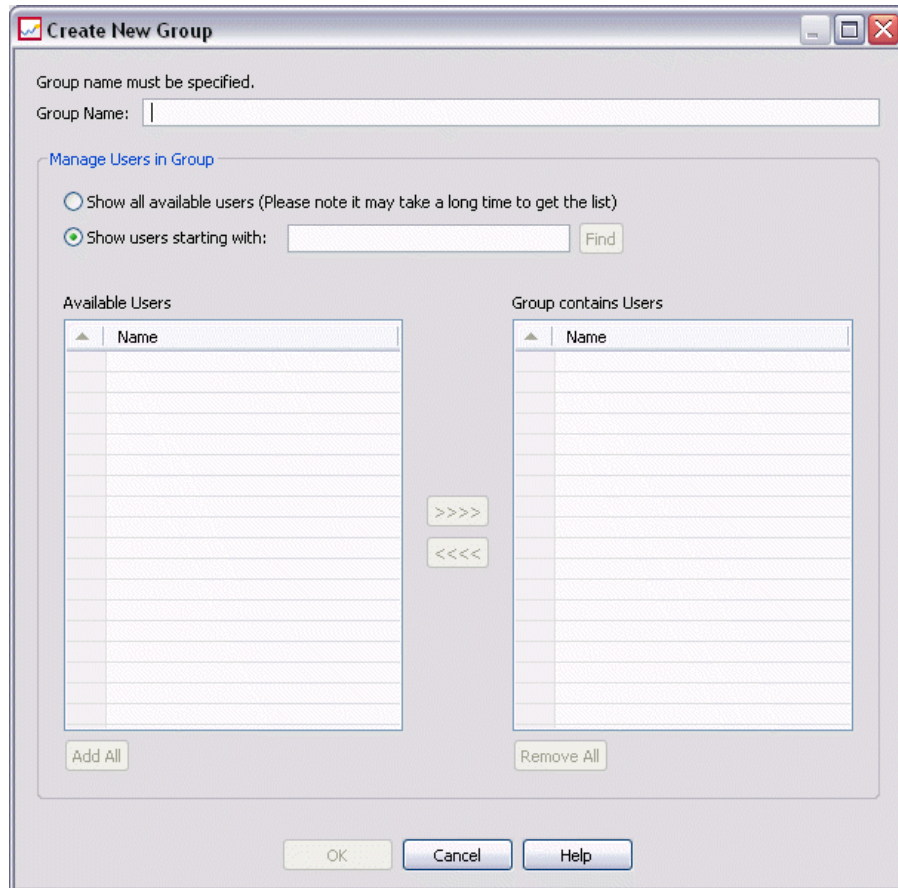 Create New Group
Group name must be specified.
Group Name:
Manage Users in Group
Show all available users (Please note it may take a long time to get the list)
Show users starting with:
Find
Available Users
Group contains Users
Name
Name
>>>>
<<<<
Add All
Remove All
OK
Cancel
Help